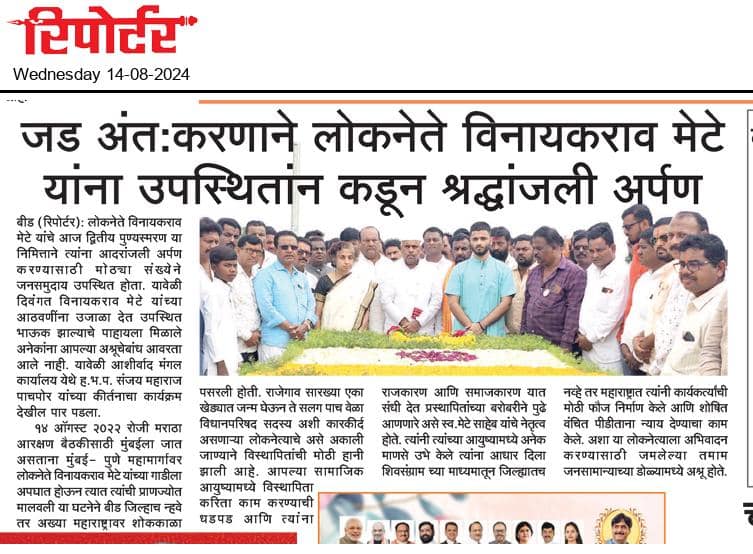 रिपोर्टर
Wednesday 14-08-2024
जड अंत:करणाने लोकनेते विनायकराव मेटे
यांना उपस्थितांन कडून श्रद्धांजली अर्पण
बीड (रिपोर्टर): लोकनेते विनायकराव
मेटे यांचे आज द्वितीय पुण्यस्मरण या
निमित्ताने त्यांना आदरांजली अर्पण
करण्यासाठी मोठ्या संख्येने
जनसमुदाय उपस्थित होता. यावेळी
दिवंगत विनायकराव मेटे यांच्या
आठवणींना उजाळा देत उपस्थित
भाऊक झाल्याचे पाहायला मिळाले
अनेकांना आपल्या अश्रूचेबांध आवरता
आले नाही. यावेळी आशीर्वाद मंगल
कार्यालय येथे ह.भ.प. संजय महाराज
पाचपोर यांच्या कीर्तनाचा कार्यक्रम
देखील पार पडला.
१४ ऑगस्ट २०२२ रोजी मराठा
आरक्षण बैठकीसाठी मुंबईला जात
असताना मुंबई- पुणे महामार्गावर
लोकनेते विनायकराव मेटे यांच्या गाडीला
अपघात होऊन त्यात त्यांची प्राणज्योत
मालवली या घटनेने बीड जिल्हाच न्हवे
तर अख्या महाराष्ट्रावर शोककाळा
पसरली होती. राजेगाव सारख्या एका
खेड्यात जन्म घेऊन ते सलग पाच वेळा
विधानपरिषद सदस्य अशी कारकीर्द
असणाऱ्या लोकनेत्याचे असे अकाली
जाण्याने विस्थापितांची मोठी हानी
झाली आहे. आपल्या सामाजिक
आयुष्यामध्ये विस्थापिता
करिता काम करण्याची
धडपड आणि त्यांना
राजकारण आणि समाजकारण यात
संधी देत प्रस्थापितांच्या बरोबरीने पुढे
आणणारे असे स्व.मेटे साहेब यांचे नेतृत्व
होते. त्यांनी त्यांच्या आयुष्यामध्ये अनेक
माणसे उभे केले त्यांना आधार दिला
शिवसंग्राम च्या माध्यमातून जिल्ह्यातच
नव्हे तर महाराष्ट्रात त्यांनी कार्यकर्त्यांची
मोठी फौज निर्माण केले आणि शोषित
वंचित पीडीताना न्याय देण्याचा काम
केले. अशा या लोकनेत्याला अभिवादन
करण्यासाठी जमलेल्या तमाम
जनसामान्याच्या डोळ्यामध्ये अश्रू होते.